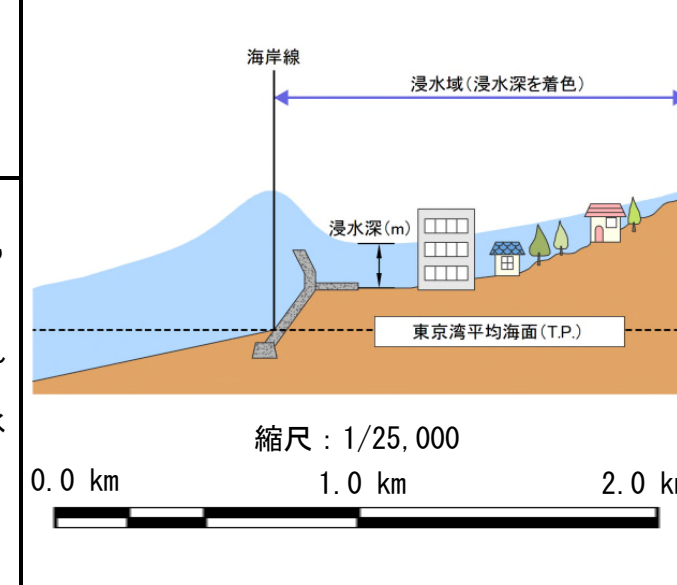 海岸線
浸水域（浸水深を着色）
浸水深（m）
東京湾平均海面（T.P.）
縮尺：1/25,000
0.0 km 1.0 km 2.0 km